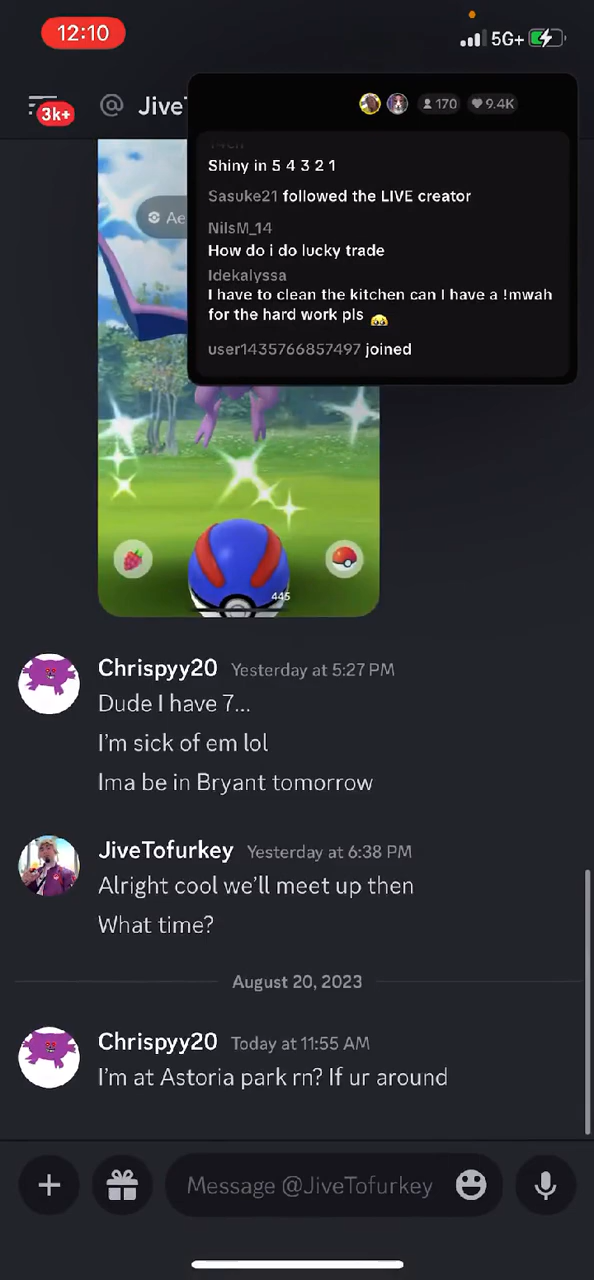 12:10
5G+
3k+
@ Jive
170
9.4K
Shiny in 5 4 3 2 1
Sasuke21 followed the LIVE creator
NilsM_14
How do i do lucky trade
Idekalyssa
I have to clean the kitchen can I have a !mwah
for the hard work pls
user1435766857497 joined
Ae
445
Chrispyy20 Yesterday at 5:27 PM
Dude I have 7...
I'm sick of em lol
Ima be in Bryant tomorrow
JiveTofurkey Yesterday at 6:38 PM
Alright cool we'll meet up then
What time?
August 20, 2023
Chrispyy20 Today at 11:55 AM
I'm at Astoria park rn? If ur around
Message @JiveTofurkey